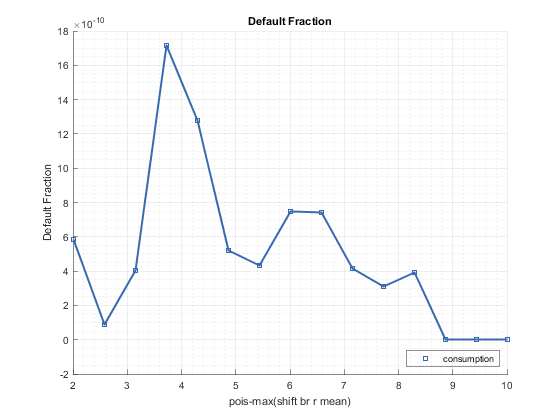 Default Fraction
×10-10
18
16
14
12
10
8
6
4
2
0
-2
Default Fraction
2 3 4 5 6 7 8 9 10
pois-max(shift br r mean)
consumption